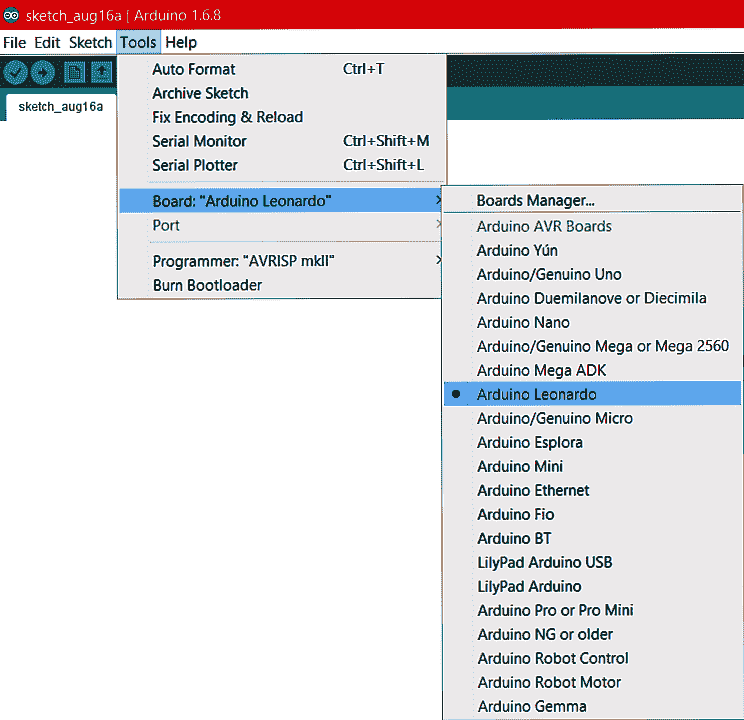 sketch_aug16a | Arduino 1.6.8
File Edit Sketch Tools Help
sketch_aug16a
Auto Format Ctrl+T
Archive Sketch
Fix Encoding & Reload
Serial Monitor Ctrl+Shift+M
Serial Plotter Ctrl+Shift+L
Board: "Arduino Leonardo"
Port
Programmer: "AVRISP mkII"
Burn Bootloader
Boards Manager...
Arduino AVR Boards
Arduino Yún
Arduino/Genuino Uno
Arduino Duemilanove or Diecimila
Arduino Nano
Arduino/Genuino Mega or Mega 2560
Arduino Mega ADK
Arduino Leonardo
Arduino/Genuino Micro
Arduino Esplora
Arduino Mini
Arduino Ethernet
Arduino Fio
Arduino BT
LilyPad Arduino USB
LilyPad Arduino
Arduino Pro or Pro Mini
Arduino NG or older
Arduino Robot Control
Arduino Robot Motor
Arduino Gemma